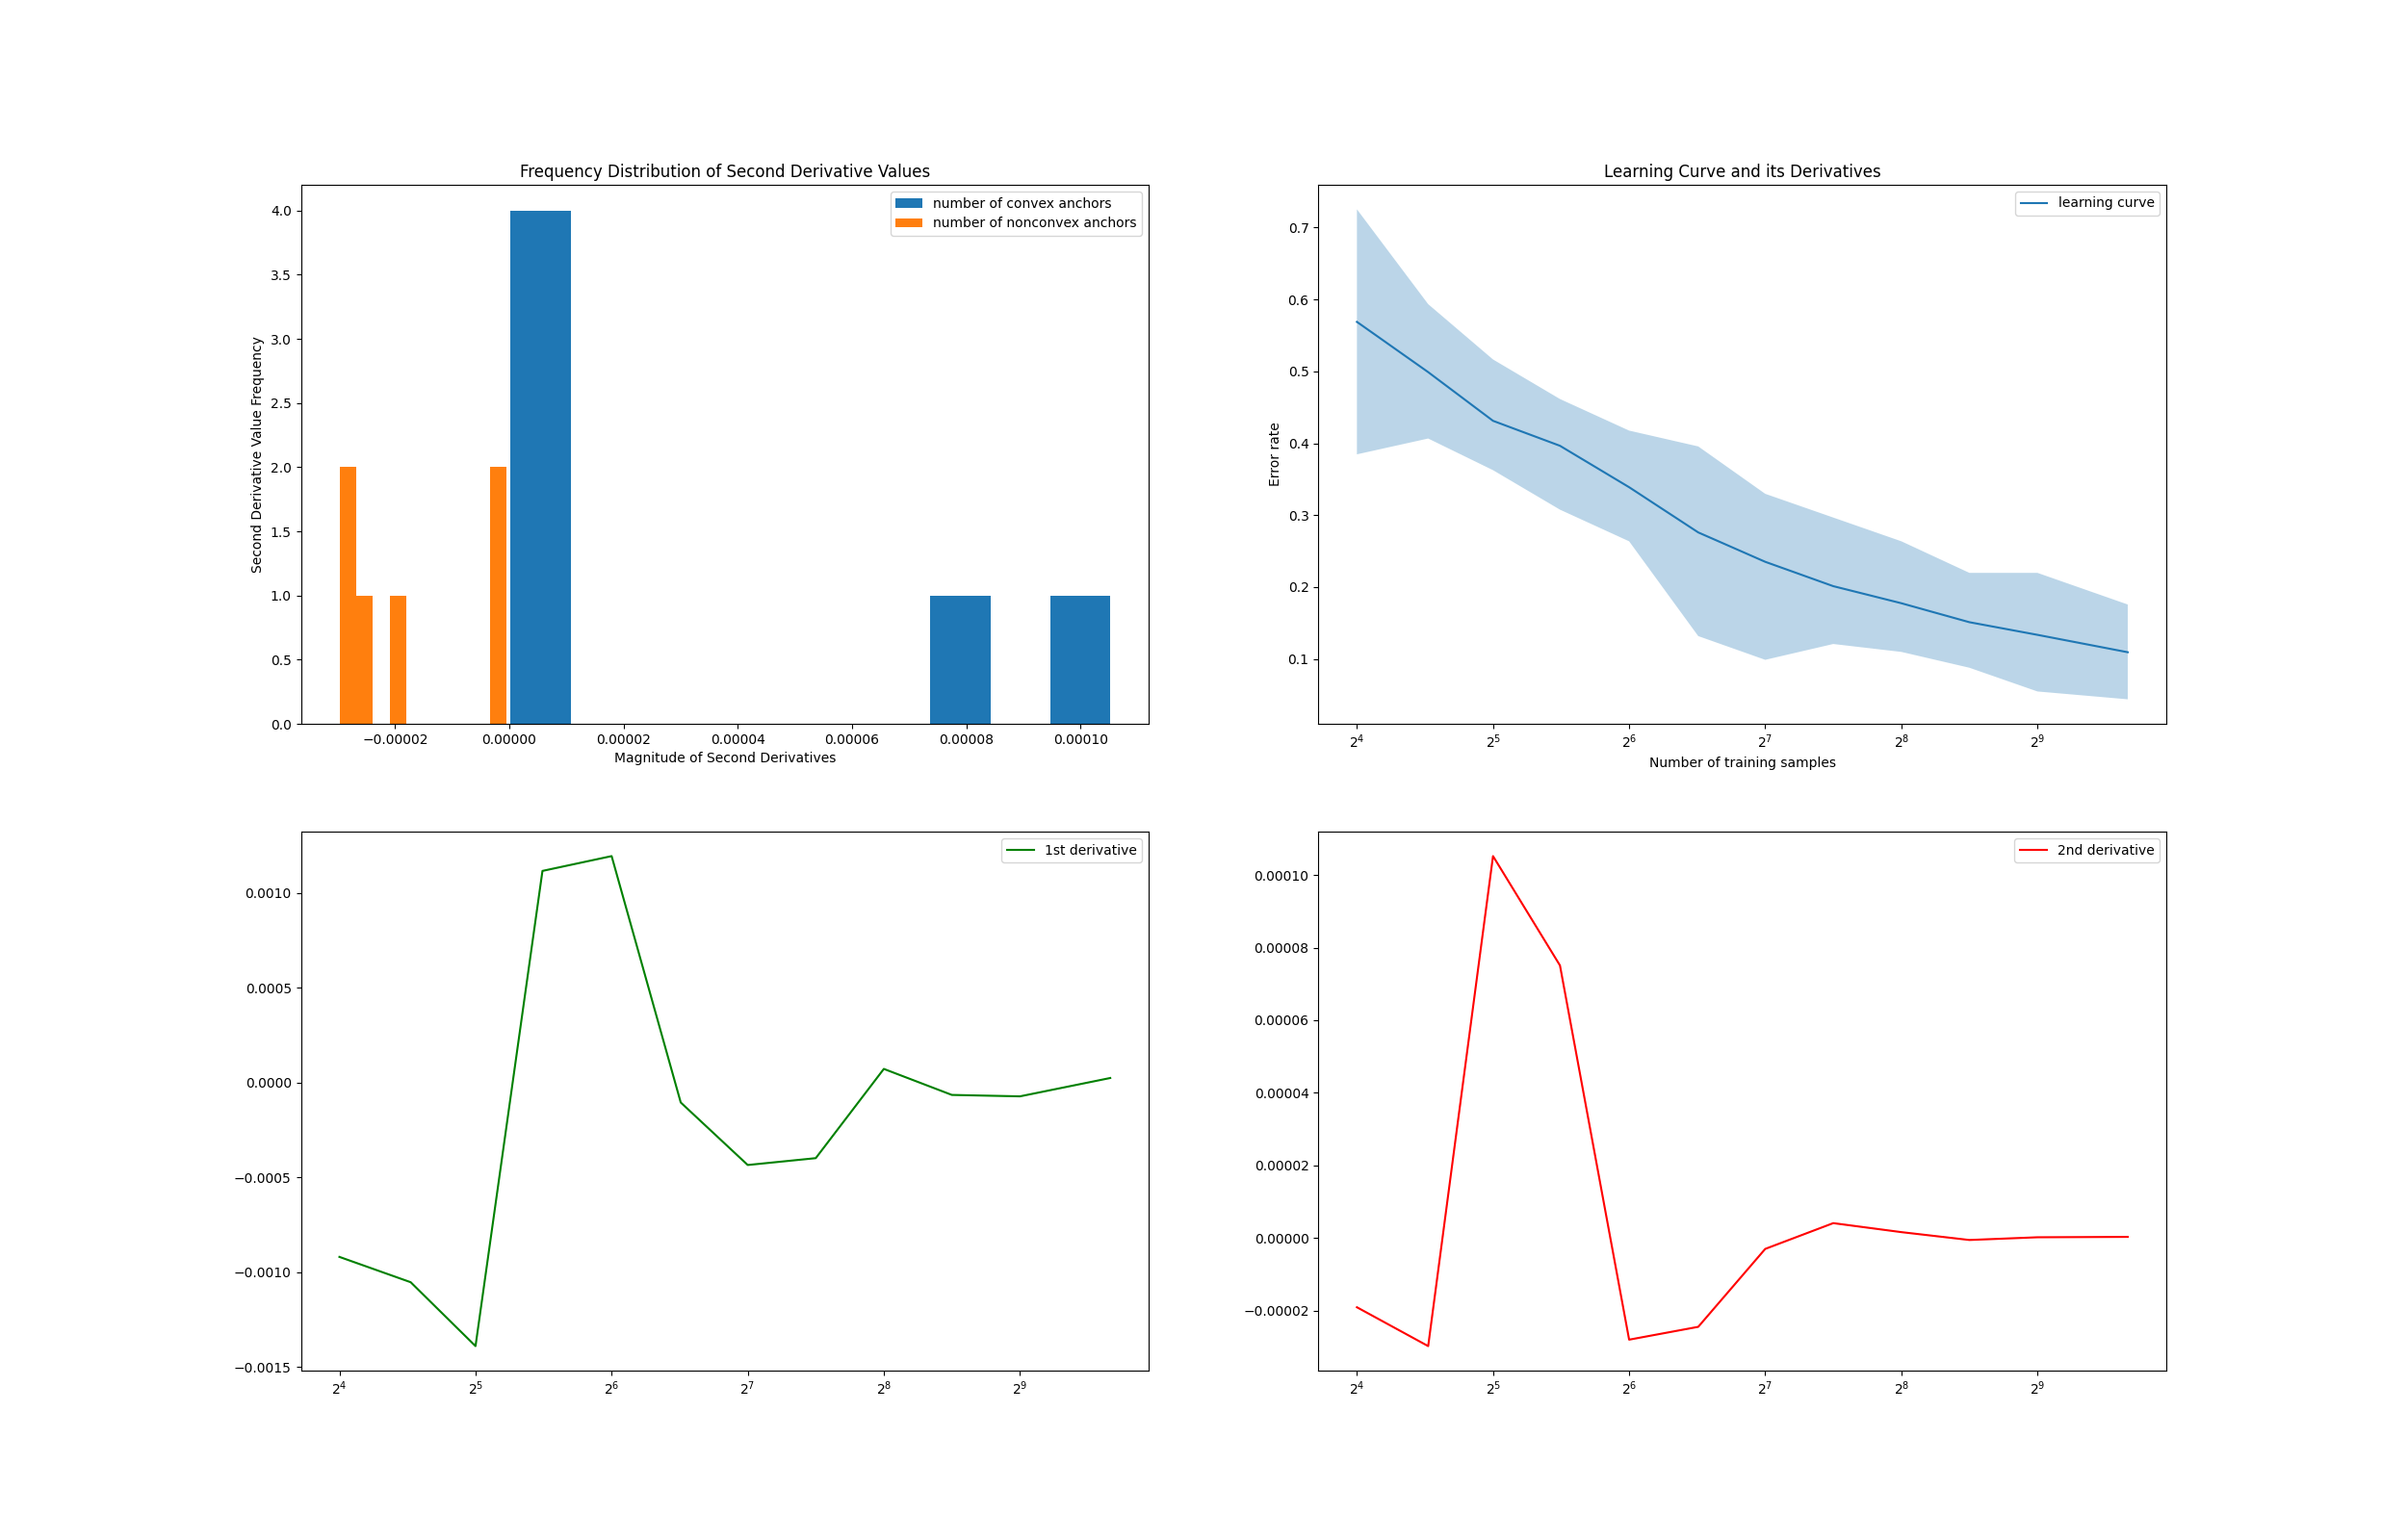 Frequency Distribution of Second Derivative Values
number of convex anchors
number of nonconvex anchors
4.0
3.5
3.0
2.5
2.0
1.5
1.0
0.5
0.0
Second Derivative Value Frequency
−0.00002 0.00000 0.00002 0.00004 0.00006 0.00008 0.00010
Magnitude of Second Derivatives
Learning Curve and its Derivatives
learning curve
0.7
0.6
0.5
0.4
0.3
0.2
0.1
Error rate
2⁴ 2⁵ 2⁶ 2⁷ 2⁸ 2⁹
Number of training samples
1st derivative
0.0010
0.0005
0.0000
−0.0005
−0.0010
−0.0015
2⁴ 2⁵ 2⁶ 2⁷ 2⁸ 2⁹
2nd derivative
0.00010
0.00008
0.00006
0.00004
0.00002
0.00000
−0.00002
2⁴ 2⁵ 2⁶ 2⁷ 2⁸ 2⁹